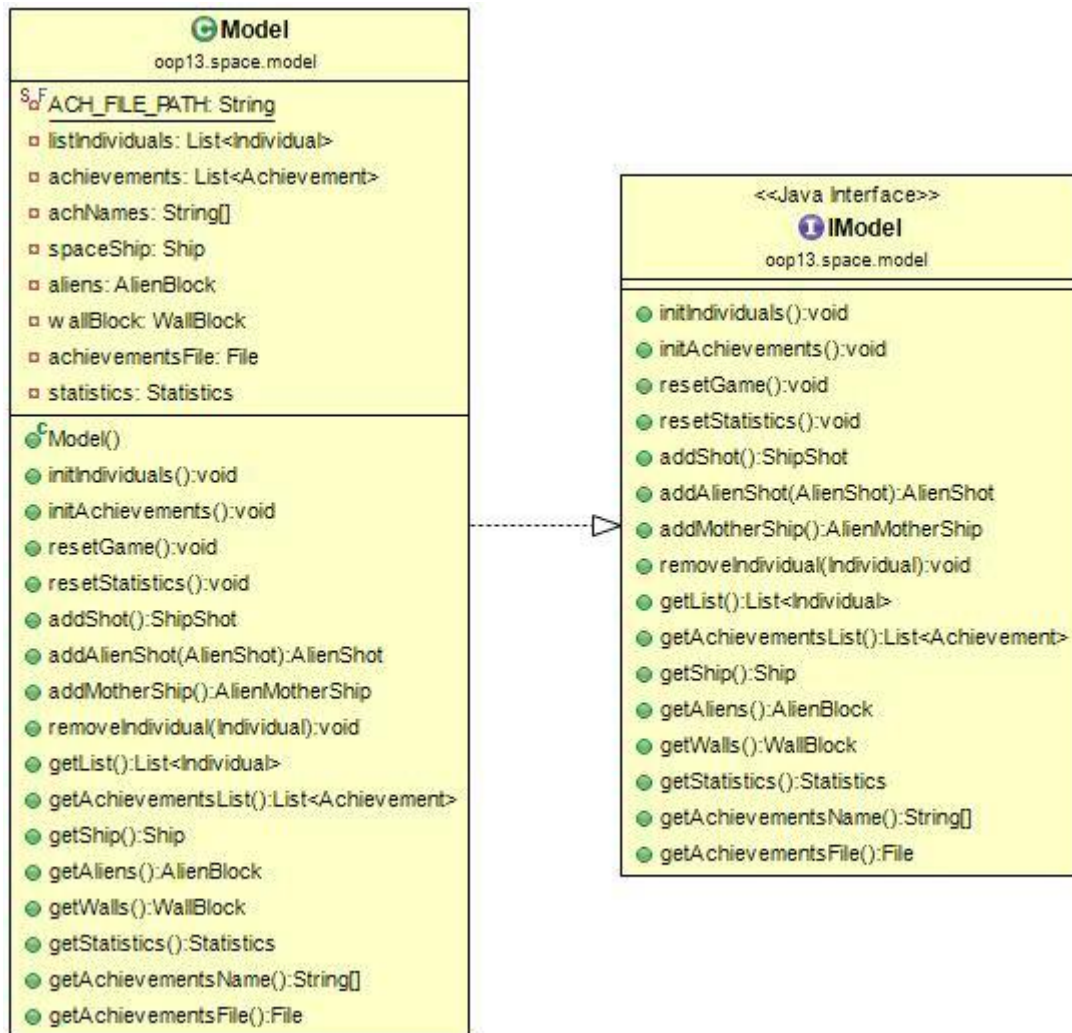 C Model
oop13.space.model
S F ACH_FILE_PATH: String
listIndividuals: List<Individual>
achievements: List<Achievement>
achNames: String[]
spaceShip: Ship
aliens: AlienBlock
wallBlock: WallBlock
achievementsFile: File
statistics: Statistics
C Model()
initIndividuals():void
initAchievements():void
resetGame():void
resetStatistics():void
addShot():ShipShot
addAlienShot(AlienShot):AlienShot
addMotherShip():AlienMotherShip
removeIndividual(Individual):void
getList():List<Individual>
getAchievementsList():List<Achievement>
getShip():Ship
getAliens():AlienBlock
getWalls():WallBlock
getStatistics():Statistics
getAchievementsName():String[]
getAchievementsFile():File
<<Java Interface>>
I IModel
oop13.space.model
initIndividuals():void
initAchievements():void
resetGame():void
resetStatistics():void
addShot():ShipShot
addAlienShot(AlienShot):AlienShot
addMotherShip():AlienMotherShip
removeIndividual(Individual):void
getList():List<Individual>
getAchievementsList():List<Achievement>
getShip():Ship
getAliens():AlienBlock
getWalls():WallBlock
getStatistics():Statistics
getAchievementsName():String[]
getAchievementsFile():File